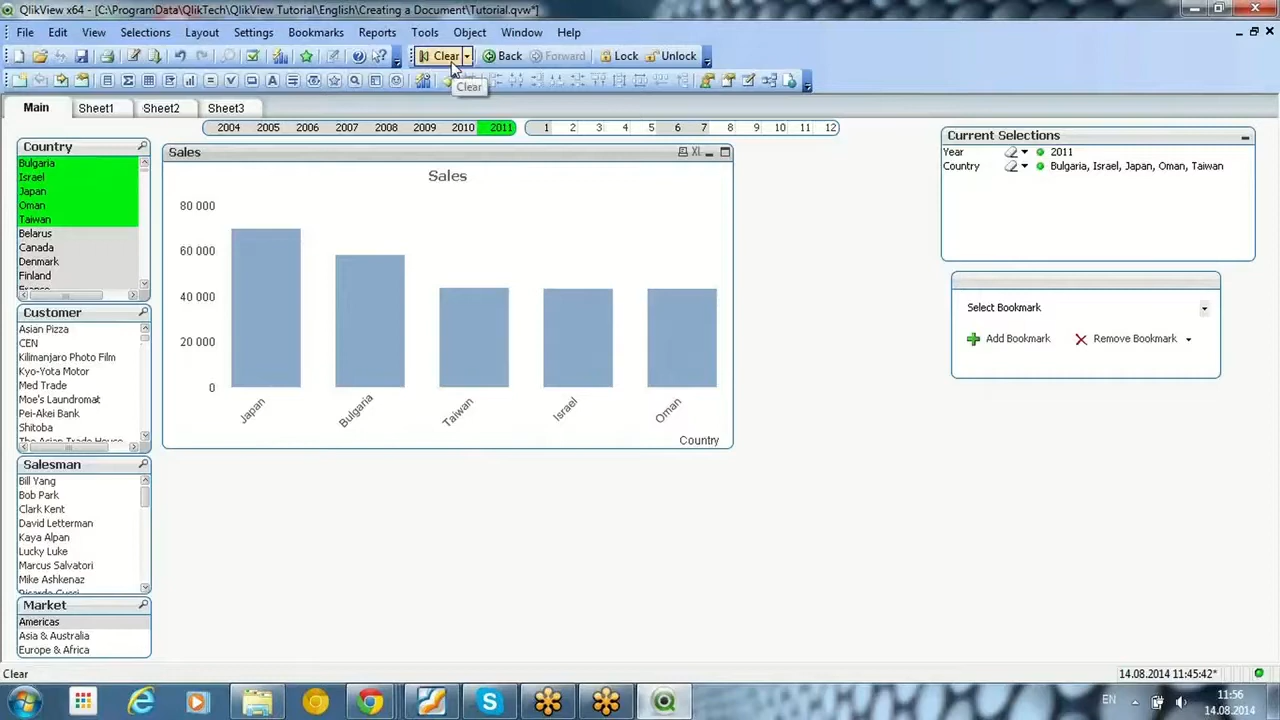 QlikView x64 - [C:\ProgramData\QlikTech\QlikView Tutorial\English\Creating a Document\Tutorial.qvw*]
File Edit View Selections Layout Settings Bookmarks Reports Tools Object Window Help
Clear Back Forward Lock Unlock
Clear
Main Sheet1 Sheet2 Sheet3
2004 2005 2006 2007 2008 2009 2010 2011 1 2 3 4 5 6 7 8 9 10 11 12
Country
Bulgaria
Israel
Japan
Oman
Taiwan
Belarus
Canada
Denmark
Finland
France
Customer
Asian Pizza
CEN
Kilimanjaro Photo Film
Kyo-Yota Motor
Med Trade
Moe's Laundromat
Pei-Akei Bank
Shitoba
The Asian Trade House
Salesman
Bill Yang
Bob Park
Clark Kent
David Letterman
Kaya Alpan
Lucky Luke
Marcus Salvatori
Mike Ashkenaz
Market
Americas
Asia & Australia
Europe & Africa
Sales XL
Sales
80 000
60 000
40 000
20 000
0
Japan Bulgaria Taiwan Israel Oman
Country
Current Selections
Year 2011
Country Bulgaria, Israel, Japan, Oman, Taiwan
Select Bookmark
Add Bookmark Remove Bookmark
Clear
14.08.2014 11:45:42*
EN
11:56
14.08.2014